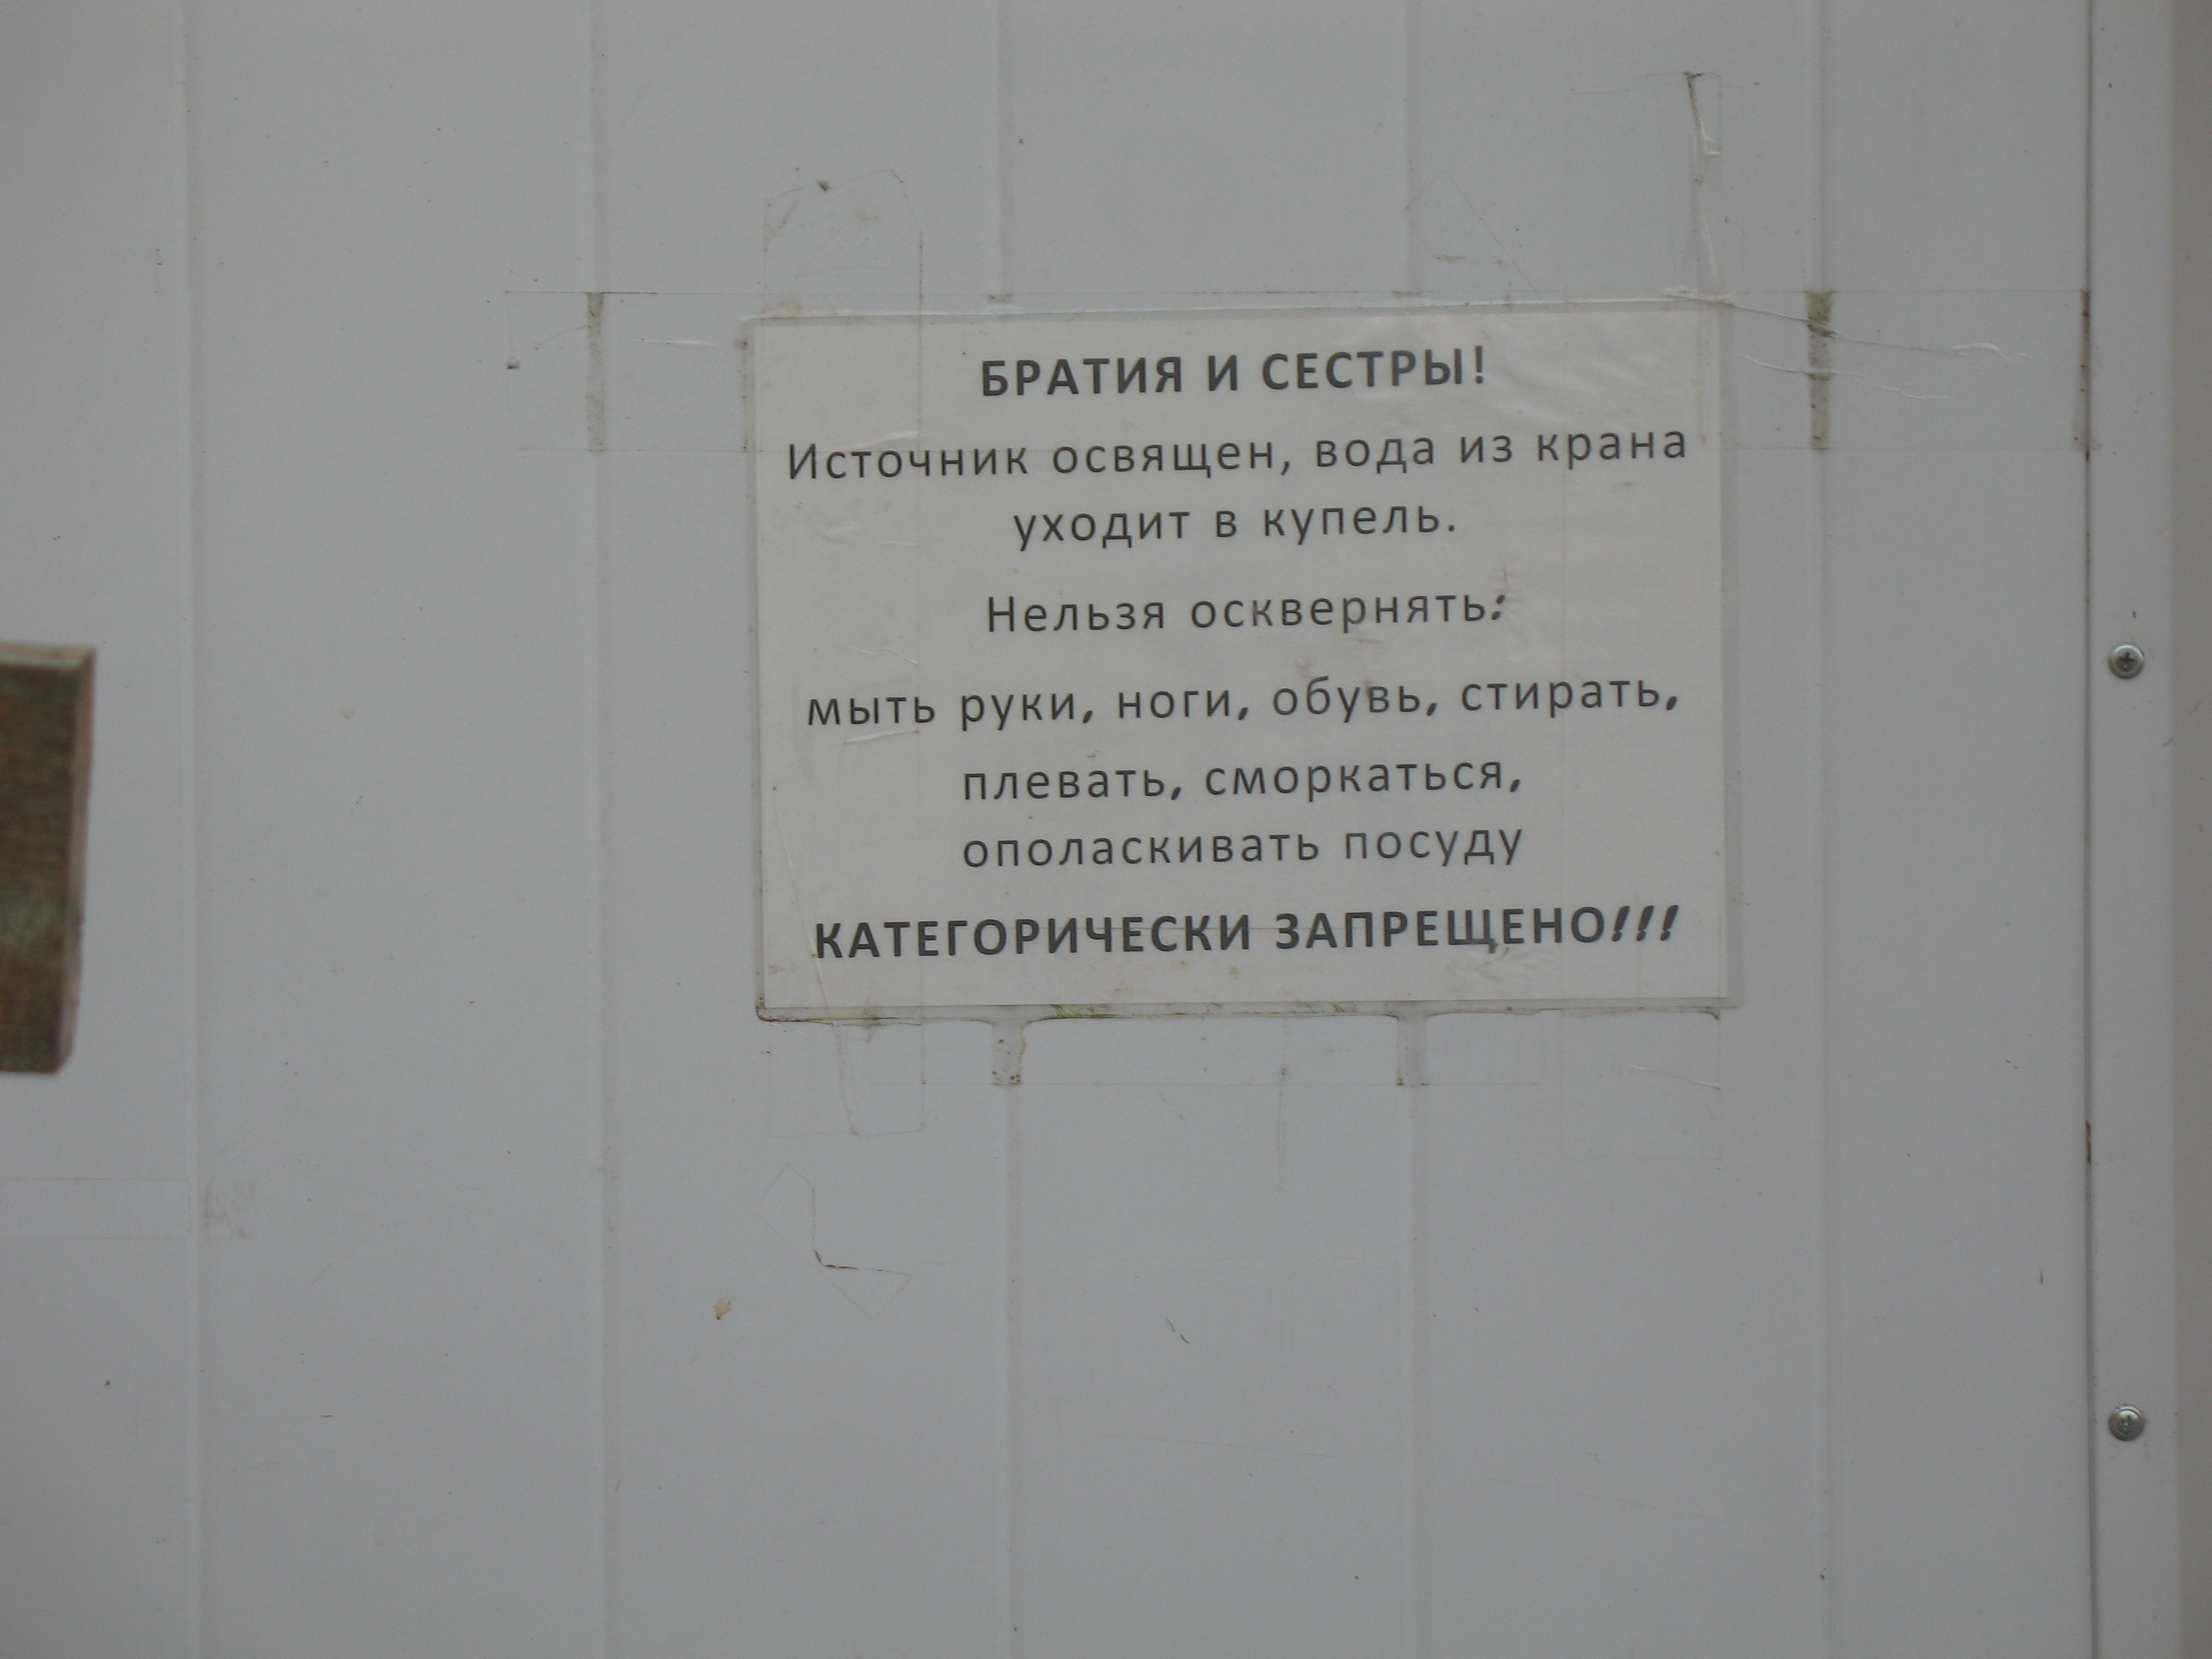 БРАТИЯ И СЕСТРЫ!
Источник освящен, вода из крана
уходит в купель.
Нельзя осквернять:
мыть руки, ноги, обувь, стирать,
плевать, сморкаться,
ополаскивать посуду
КАТЕГОРИЧЕСКИ ЗАПРЕЩЕНО!!!